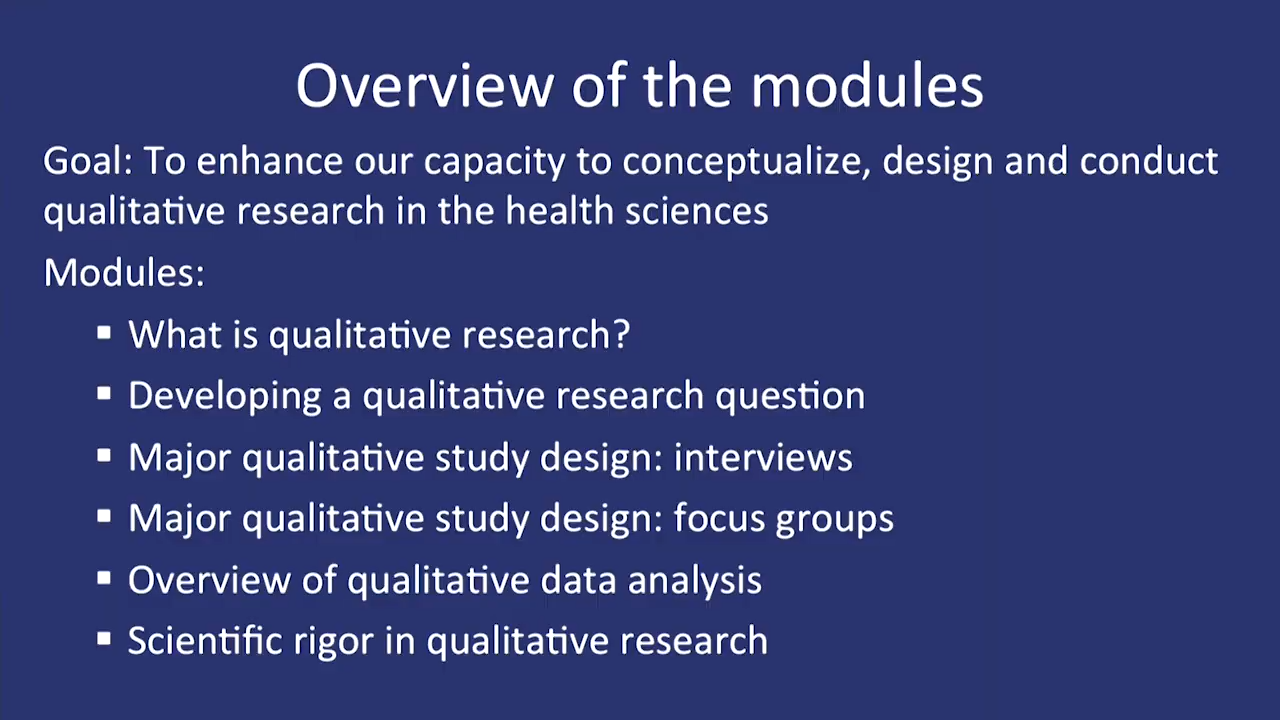 Overview of the modules
Goal: To enhance our capacity to conceptualize, design and conduct
qualitative research in the health sciences
Modules:
▪ What is qualitative research?
▪ Developing a qualitative research question
▪ Major qualitative study design: interviews
▪ Major qualitative study design: focus groups
▪ Overview of qualitative data analysis
▪ Scientific rigor in qualitative research